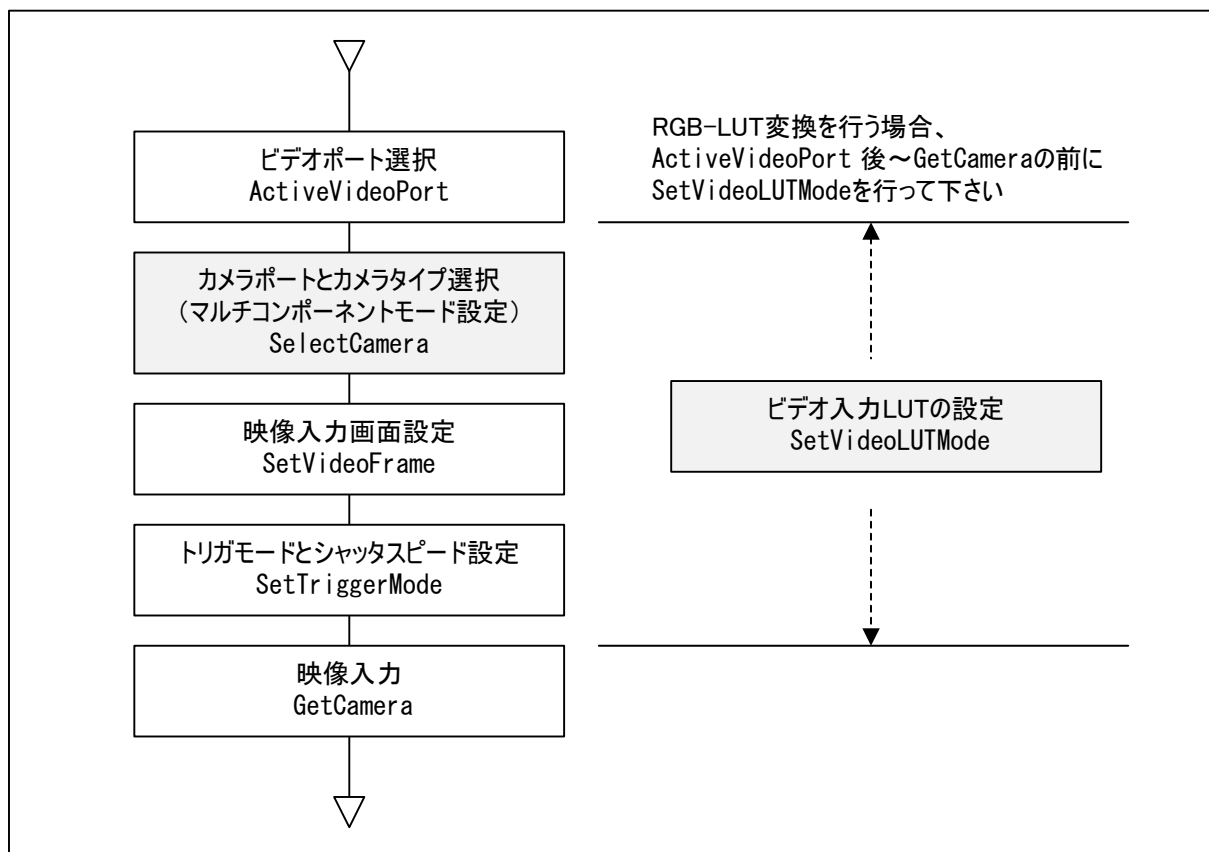 ビデオポート選択
ActiveVideoPort
カメラポートとカメラタイプ選択
(マルチコンポーネントモード設定)
SelectCamera
映像入力画面設定
SetVideoFrame
トリガモードとシャッタスピード設定
SetTriggerMode
映像入力
GetCamera
RGB-LUT変換を行う場合、
ActiveVideoPort 後~GetCameraの前に
SetVideoLUTModeを行って下さい
ビデオ入力LUTの設定
SetVideoLUTMode